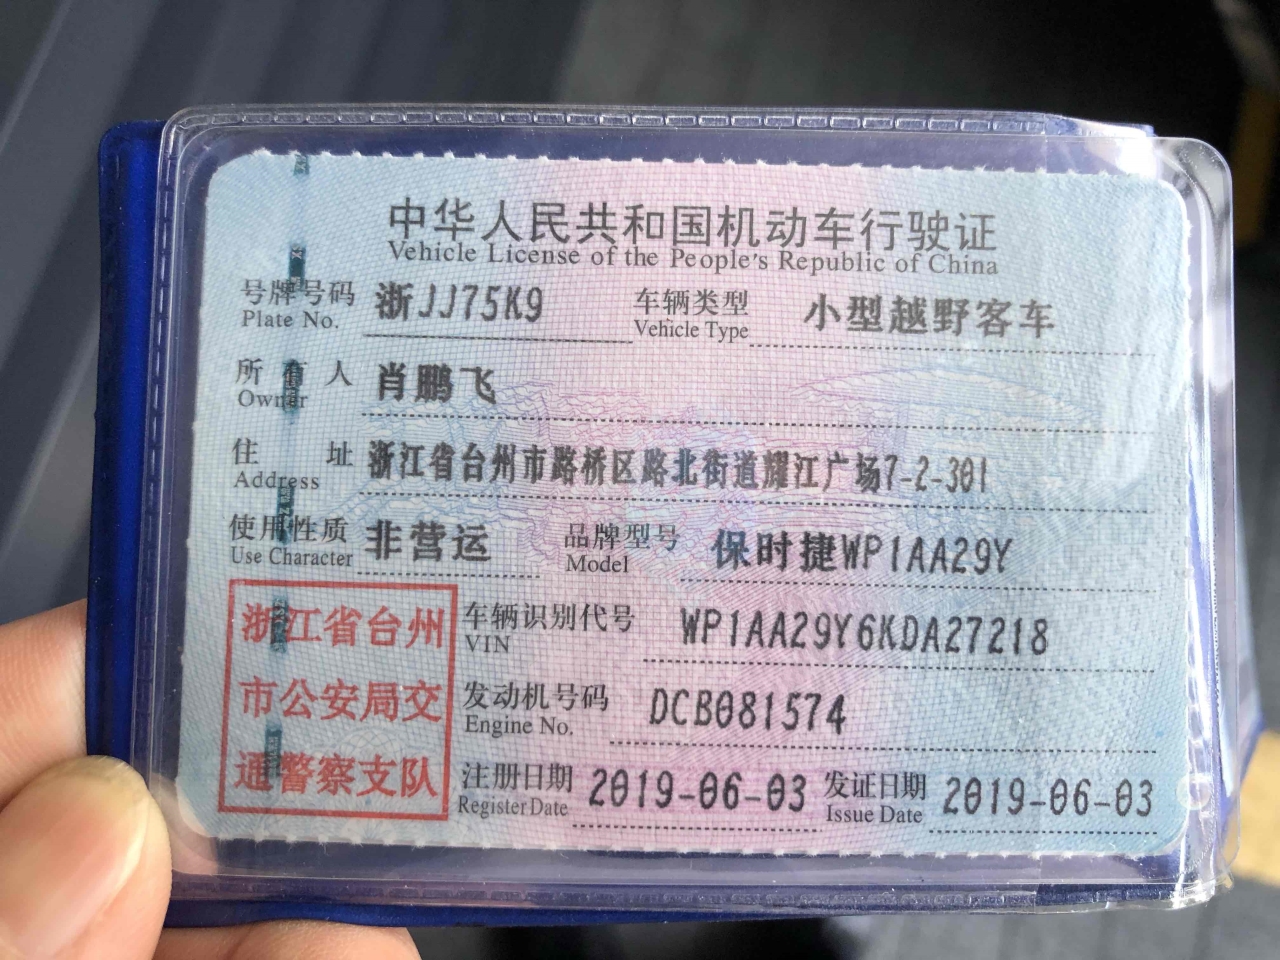 中华人民共和国机动车行驶证
Vehicle License of the People's Republic of China
号牌号码 浙JJ75K9 车辆类型 小型越野客车
Plate No. Vehicle Type
所有人 肖鹏飞
Owner
住址 浙江省台州市路桥区路北街道耀江广场7-2-301
Address
使用性质 非营运 品牌型号 保时捷WP1AA29Y
Use Character Model
浙江省台州
市公安局交
通警察支队
车辆识别代号 WP1AA29Y6KDA27218
VIN
发动机号码 DCB081574
Engine No.
注册日期 2019-06-03 发证日期 2019-06-03
Register Date Issue Date